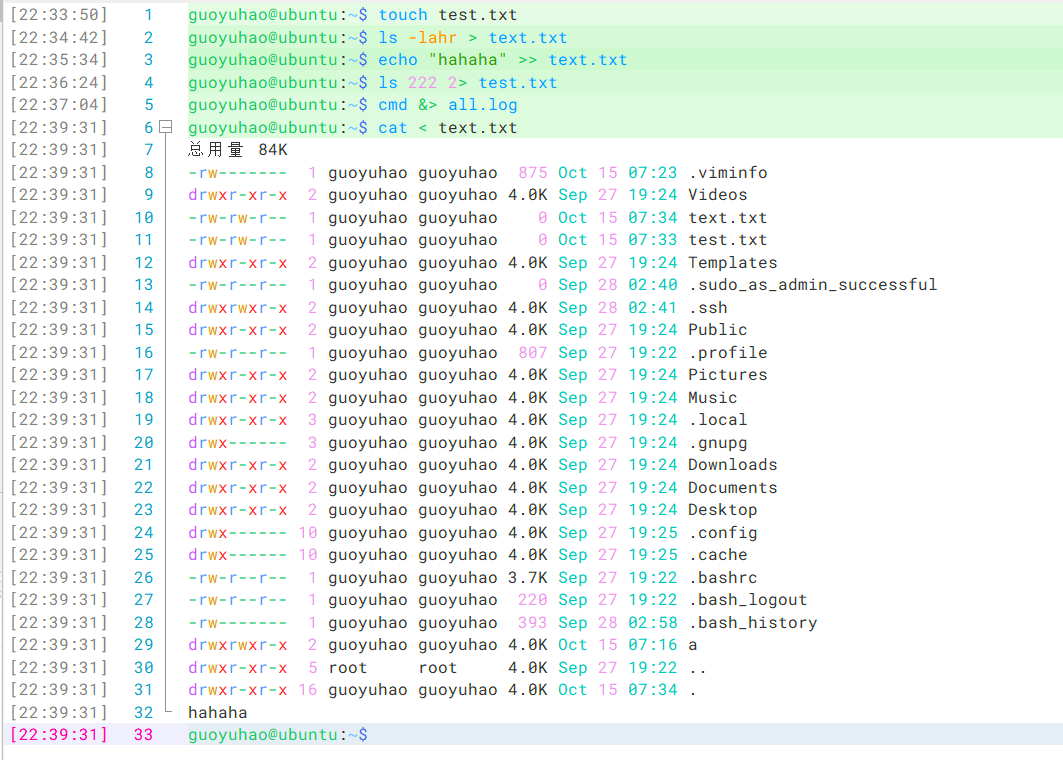 [22:33:50] 1 guoyuhao@ubuntu:~$ touch test.txt
[22:34:42] 2 guoyuhao@ubuntu:~$ ls -lahr > text.txt
[22:35:34] 3 guoyuhao@ubuntu:~$ echo "hahaha" >> text.txt
[22:36:24] 4 guoyuhao@ubuntu:~$ ls 222 2> test.txt
[22:37:04] 5 guoyuhao@ubuntu:~$ cmd &> all.log
[22:39:31] 6 guoyuhao@ubuntu:~$ cat < text.txt
[22:39:31] 7 总用量 84K
[22:39:31] 8 -rw------- 1 guoyuhao guoyuhao 875 Oct 15 07:23 .viminfo
[22:39:31] 9 drwxr-xr-x 2 guoyuhao guoyuhao 4.0K Sep 27 19:24 Videos
[22:39:31] 10 -rw-rw-r-- 1 guoyuhao guoyuhao 0 Oct 15 07:34 text.txt
[22:39:31] 11 -rw-rw-r-- 1 guoyuhao guoyuhao 0 Oct 15 07:33 test.txt
[22:39:31] 12 drwxr-xr-x 2 guoyuhao guoyuhao 4.0K Sep 27 19:24 Templates
[22:39:31] 13 -rw-r--r-- 1 guoyuhao guoyuhao 0 Sep 28 02:40 .sudo_as_admin_successful
[22:39:31] 14 drwxrwxr-x 2 guoyuhao guoyuhao 4.0K Sep 28 02:41 .ssh
[22:39:31] 15 drwxr-xr-x 2 guoyuhao guoyuhao 4.0K Sep 27 19:24 Public
[22:39:31] 16 -rw-r--r-- 1 guoyuhao guoyuhao 807 Sep 27 19:22 .profile
[22:39:31] 17 drwxr-xr-x 2 guoyuhao guoyuhao 4.0K Sep 27 19:24 Pictures
[22:39:31] 18 drwxr-xr-x 2 guoyuhao guoyuhao 4.0K Sep 27 19:24 Music
[22:39:31] 19 drwxr-xr-x 3 guoyuhao guoyuhao 4.0K Sep 27 19:24 .local
[22:39:31] 20 drwx------ 3 guoyuhao guoyuhao 4.0K Sep 27 19:24 .gnupg
[22:39:31] 21 drwxr-xr-x 2 guoyuhao guoyuhao 4.0K Sep 27 19:24 Downloads
[22:39:31] 22 drwxr-xr-x 2 guoyuhao guoyuhao 4.0K Sep 27 19:24 Documents
[22:39:31] 23 drwxr-xr-x 2 guoyuhao guoyuhao 4.0K Sep 27 19:24 Desktop
[22:39:31] 24 drwx------ 10 guoyuhao guoyuhao 4.0K Sep 27 19:25 .config
[22:39:31] 25 drwx------ 10 guoyuhao guoyuhao 4.0K Sep 27 19:25 .cache
[22:39:31] 26 -rw-r--r-- 1 guoyuhao guoyuhao 3.7K Sep 27 19:22 .bashrc
[22:39:31] 27 -rw-r--r-- 1 guoyuhao guoyuhao 220 Sep 27 19:22 .bash_logout
[22:39:31] 28 -rw------- 1 guoyuhao guoyuhao 393 Sep 28 02:58 .bash_history
[22:39:31] 29 drwxrwxr-x 2 guoyuhao guoyuhao 4.0K Oct 15 07:16 a
[22:39:31] 30 drwxr-xr-x 5 root root 4.0K Sep 27 19:22 ..
[22:39:31] 31 drwxr-xr-x 16 guoyuhao guoyuhao 4.0K Oct 15 07:34 .
[22:39:31] 32 hahaha
[22:39:31] 33 guoyuhao@ubuntu:~$